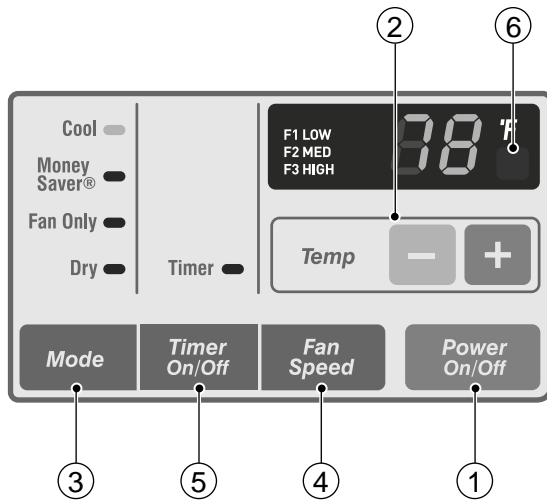 ② ⑥
Cool
Money
Saver®
Fan Only
Dry
Timer
F1 LOW
F2 MED
F3 HIGH
78 °F
Temp
− +
Mode
Timer
On/Off
Fan
Speed
Power
On/Off
③ ⑤ ④ ①